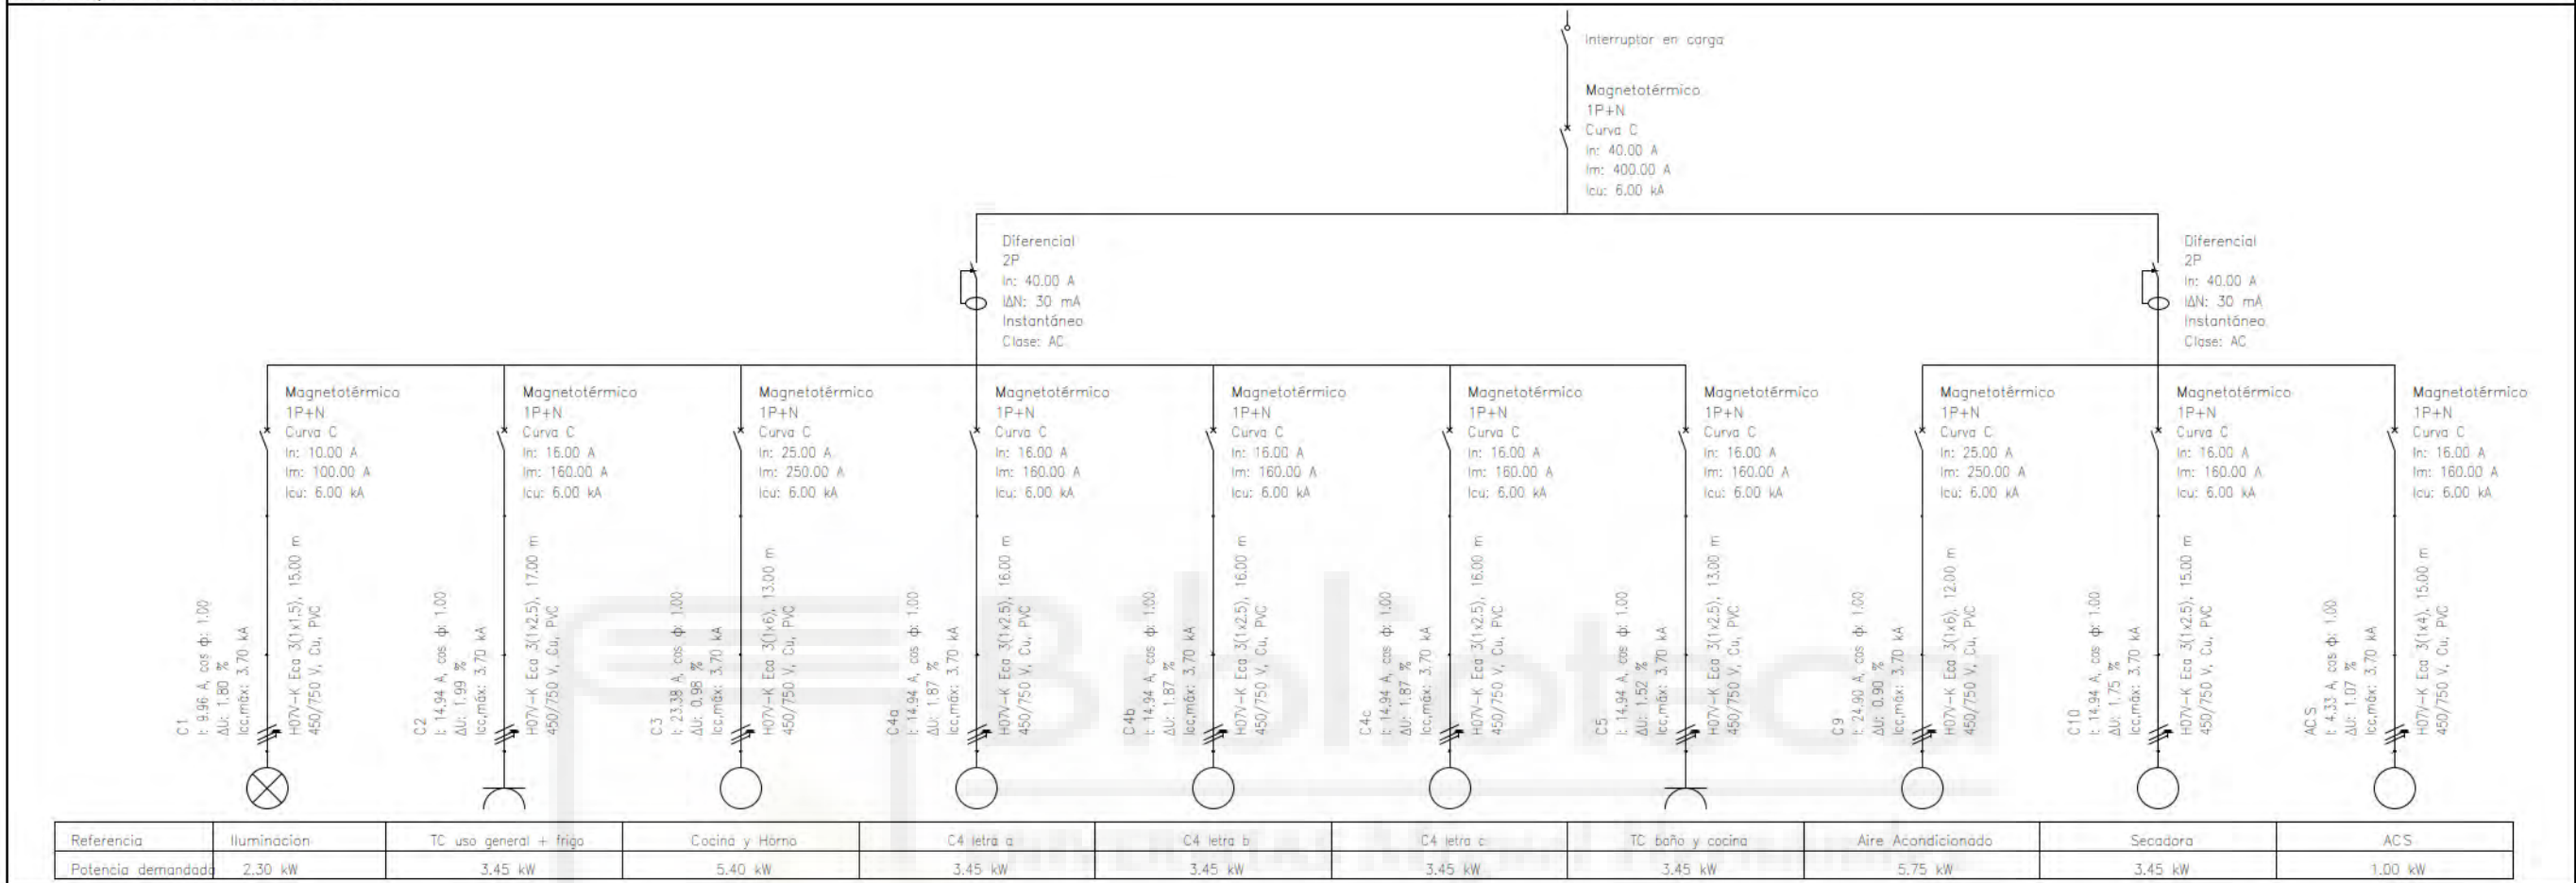 Interruptor en carga
Magnetotérmico
1P+N
Curva C
In: 40.00 A
Im: 400.00 A
Icu: 6.00 kA
Diferencial
2P
In: 40.00 A
IΔN: 30 mA
Instantáneo
Clase: AC
Diferencial
2P
In: 40.00 A
IΔN: 30 mA
Instantáneo
Clase: AC
Magnetotérmico
1P+N
Curva C
In: 10.00 A
Im: 100.00 A
Icu: 6.00 kA
Magnetotérmico
1P+N
Curva C
In: 16.00 A
Im: 160.00 A
Icu: 6.00 kA
Magnetotérmico
1P+N
Curva C
In: 25.00 A
Im: 250.00 A
Icu: 6.00 kA
Magnetotérmico
1P+N
Curva C
In: 16.00 A
Im: 160.00 A
Icu: 6.00 kA
Magnetotérmico
1P+N
Curva C
In: 16.00 A
Im: 160.00 A
Icu: 6.00 kA
Magnetotérmico
1P+N
Curva C
In: 16.00 A
Im: 160.00 A
Icu: 6.00 kA
Magnetotérmico
1P+N
Curva C
In: 16.00 A
Im: 160.00 A
Icu: 6.00 kA
Magnetotérmico
1P+N
Curva C
In: 25.00 A
Im: 250.00 A
Icu: 6.00 kA
Magnetotérmico
1P+N
Curva C
In: 16.00 A
Im: 160.00 A
Icu: 6.00 kA
Magnetotérmico
1P+N
Curva C
In: 16.00 A
Im: 160.00 A
Icu: 6.00 kA
C1
I: 9.96 A, cos φ: 1.00
ΔU: 1.80 %
Icc,máx: 3.70 kA
H07V-K Eca 3(1x1.5), 15.00 m
450/750 V, Cu, PVC
C2
I: 14.94 A, cos φ: 1.00
ΔU: 1.99 %
Icc,máx: 3.70 kA
H07V-K Eca 3(1x2.5), 17.00 m
450/750 V, Cu, PVC
C3
I: 23.38 A, cos φ: 1.00
ΔU: 0.98 %
Icc,máx: 3.70 kA
H07V-K Eca 3(1x6), 13.00 m
450/750 V, Cu, PVC
C4a
I: 14.94 A, cos φ: 1.00
ΔU: 1.87 %
Icc,máx: 3.70 kA
H07V-K Eca 3(1x2.5), 16.00 m
450/750 V, Cu, PVC
C4b
I: 14.94 A, cos φ: 1.00
ΔU: 1.87 %
Icc,máx: 3.70 kA
H07V-K Eca 3(1x2.5), 16.00 m
450/750 V, Cu, PVC
C4c
I: 14.94 A, cos φ: 1.00
ΔU: 1.87 %
Icc,máx: 3.70 kA
H07V-K Eca 3(1x2.5), 16.00 m
450/750 V, Cu, PVC
C5
I: 14.94 A, cos φ: 1.00
ΔU: 1.52 %
Icc,máx: 3.70 kA
H07V-K Eca 3(1x2.5), 13.00 m
450/750 V, Cu, PVC
C9
I: 24.90 A, cos φ: 1.00
ΔU: 0.90 %
Icc,máx: 3.70 kA
H07V-K Eca 3(1x6), 12.00 m
450/750 V, Cu, PVC
C10
I: 14.94 A, cos φ: 1.00
ΔU: 1.75 %
Icc,máx: 3.70 kA
H07V-K Eca 3(1x2.5), 15.00 m
450/750 V, Cu, PVC
ACS
I: 4.33 A, cos φ: 1.00
ΔU: 1.07 %
Icc,máx: 3.70 kA
H07V-K Eca 3(1x4), 15.00 m
450/750 V, Cu, PVC
Biblioteca
Referencia Iluminacion TC uso general + frigo Cocina y Horno C4 letra a C4 letra b C4 letra c TC baño y cocina Aire Acondicionado Secadora ACS
Potencia demandada 2.30 kW 3.45 kW 5.40 kW 3.45 kW 3.45 kW 3.45 kW 3.45 kW 5.75 kW 3.45 kW 1.00 kW